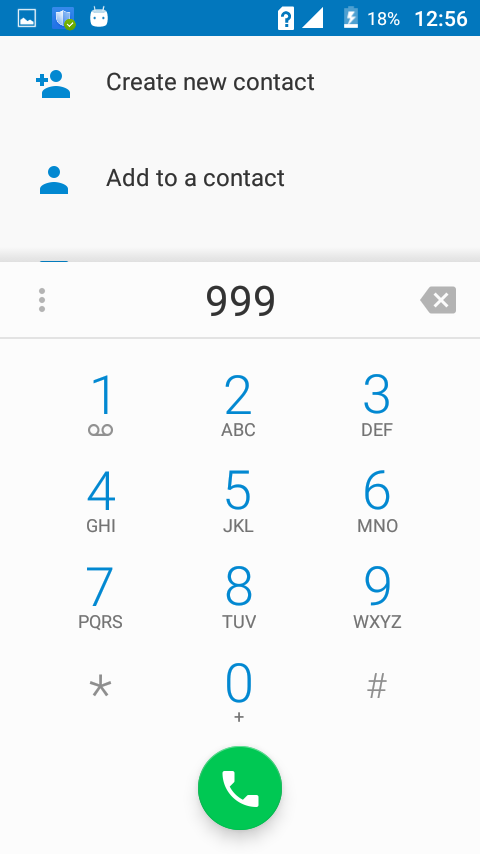 18% 12:56
Create new contact
Add to a contact
999
1 2 3
ABC DEF
4 5 6
GHI JKL MNO
7 8 9
PQRS TUV WXYZ
* 0 #
+